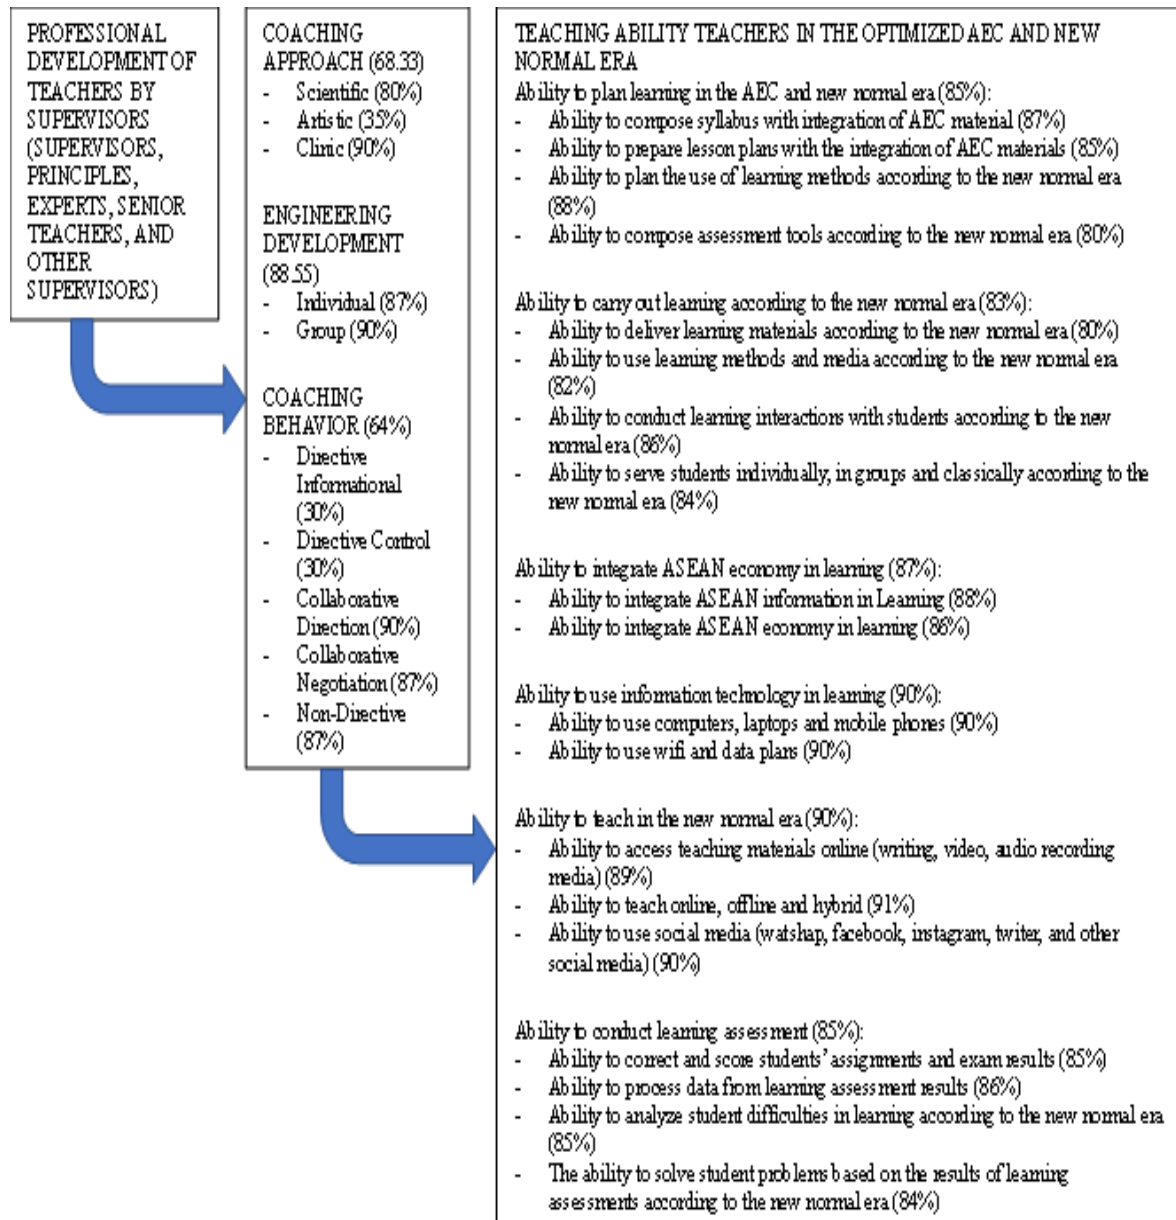 PROFESSIONAL
DEVELOPMENT OF
TEACHERS BY
SUPERVISORS
(SUPERVISORS,
PRINCIPLES,
EXPERTS, SENIOR
TEACHERS, AND
OTHER
SUPERVISORS)
COACHING
APPROACH (68.33)
- Scientific (80%)
- Artistic (35%)
- Clinic (90%)
ENGINEERING
DEVELOPMENT
(88.55)
- Individual (87%)
- Group (90%)
COACHING
BEHAVIOR (64%)
- Directive
Informational
(30%)
- Directive Control
(30%)
- Collaborative
Direction (90%)
- Collaborative
Negotiation (87%)
- Non-Directive
(87%)
TEACHING ABILITY TEACHERS IN THE OPTIMIZED AEC AND NEW
NORMAL ERA
Ability to plan learning in the AEC and new normal era (85%):
- Ability to compose syllabus with integration of AEC material (87%)
- Ability to prepare lesson plans with the integration of AEC materials (85%)
- Ability to plan the use of learning methods according to the new normal era
(88%)
- Ability to compose assessment tools according to the new normal era (80%)
Ability to carry out learning according to the new normal era (83%):
- Ability to deliver learning materials according to the new normal era (80%)
- Ability to use learning methods and media according to the new normal era
(82%)
- Ability to conduct learning interactions with students according to the new
normal era (86%)
- Ability to serve students individually, in groups and classically according to the
new normal era (84%)
Ability to integrate ASEAN economy in learning (87%):
- Ability to integrate ASEAN information in Learning (88%)
- Ability to integrate ASEAN economy in learning (86%)
Ability to use information technology in learning (90%):
- Ability to use computers, laptops and mobile phones (90%)
- Ability to use wifi and data plans (90%)
Ability to teach in the new normal era (90%):
- Ability to access teaching materials online (writing, video, audio recording
media) (89%)
- Ability to teach online, offline and hybrid (91%)
- Ability to use social media (watshap, facebook, instagram, twiter, and other
social media) (90%)
Ability to conduct learning assessment (85%):
- Ability to correct and score students' assignments and exam results (85%)
- Ability to process data from learning assessment results (86%)
- Ability to analyze student difficulties in learning according to the new normal era
(85%)
- The ability to solve student problems based on the results of learning
assessments according to the new normal era (84%)